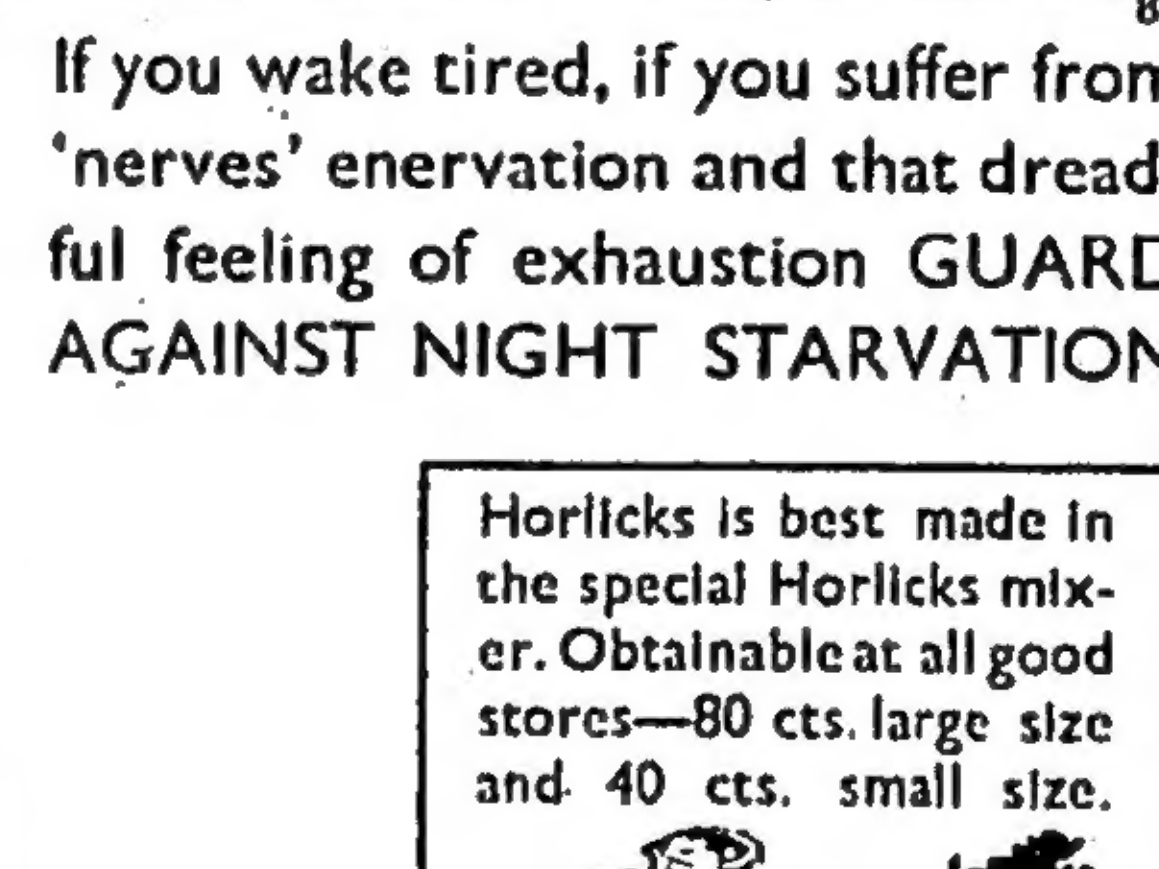 If you wake tired, if you suffer from
'nerves' enervation and that dread
ful feeling of exhaustion GUARD
AGAINST NIGHT STARVATION
Horlicks is best made in
the special Horlicks mix-
er. Obtainable at all good
stores—80 cts. large size
and 40 cts. small size.